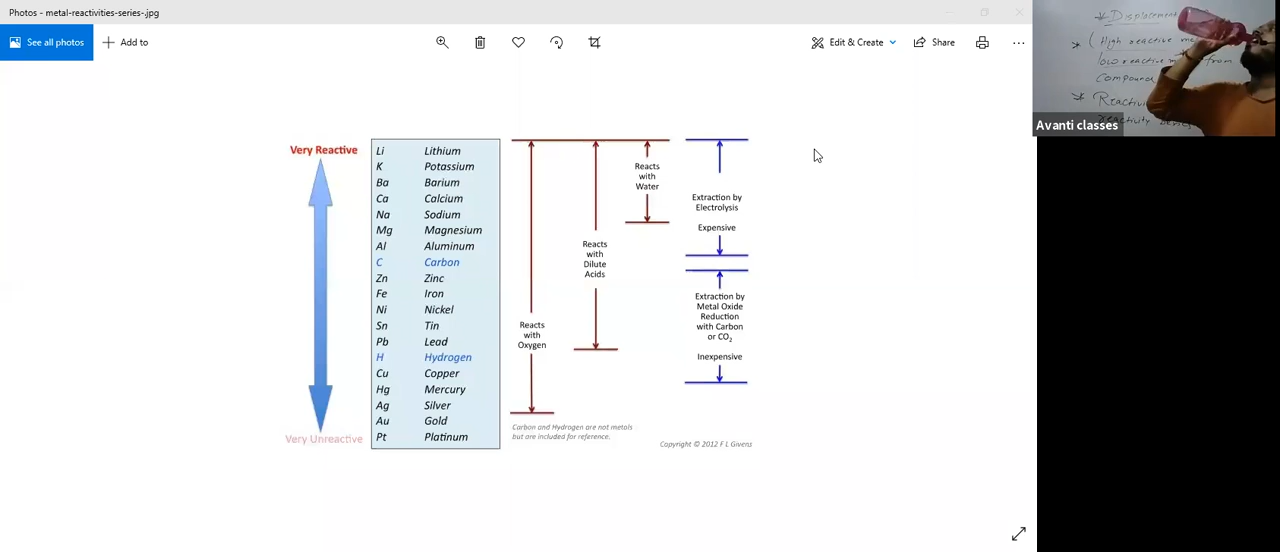 Photos - metal-reactivities-series-.jpg
See all photos
Add to
Edit & Create
Share
Very Reactive
Very Unreactive
Li Lithium
K Potassium
Ba Barium
Ca Calcium
Na Sodium
Mg Magnesium
Al Aluminum
C Carbon
Zn Zinc
Fe Iron
Ni Nickel
Sn Tin
Pb Lead
H Hydrogen
Cu Copper
Hg Mercury
Ag Silver
Au Gold
Pt Platinum
Reacts
with
Oxygen
Reacts
with
Dilute
Acids
Reacts
with
Water
Extraction by
Electrolysis
Expensive
Extraction by
Metal Oxide
Reduction
with Carbon
or CO₂
Inexpensive
Carbon and Hydrogen are not metals
but are included for reference.
Copyright © 2012 F L Givens
* Displacement
* (High reactive
low reactive from
Compound
*
Avanti classes